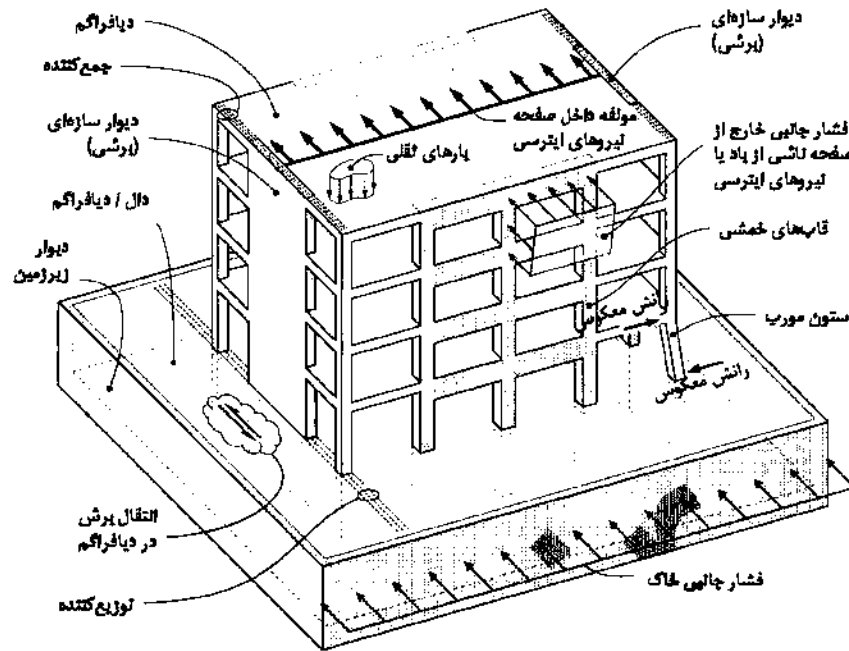 دیافراگم
جمع‌کننده
دیوار سازه‌ای
(برشی)
دال / دیافراگم
دیوار
زیرزمین
دیوار سازه‌ای
(برشی)
مولفه داخل صفحه
نیروهای اینرسی
بارهای ثقلی
فشار جانبی خارج از
صفحه ناشی از باد یا
نیروهای اینرسی
قاب‌های خمشی
رانش معکوس
ستون مورب
رانش معکوس
انتقال برش
در دیافراگم
توزیع‌کننده
فشار جانبی خاک